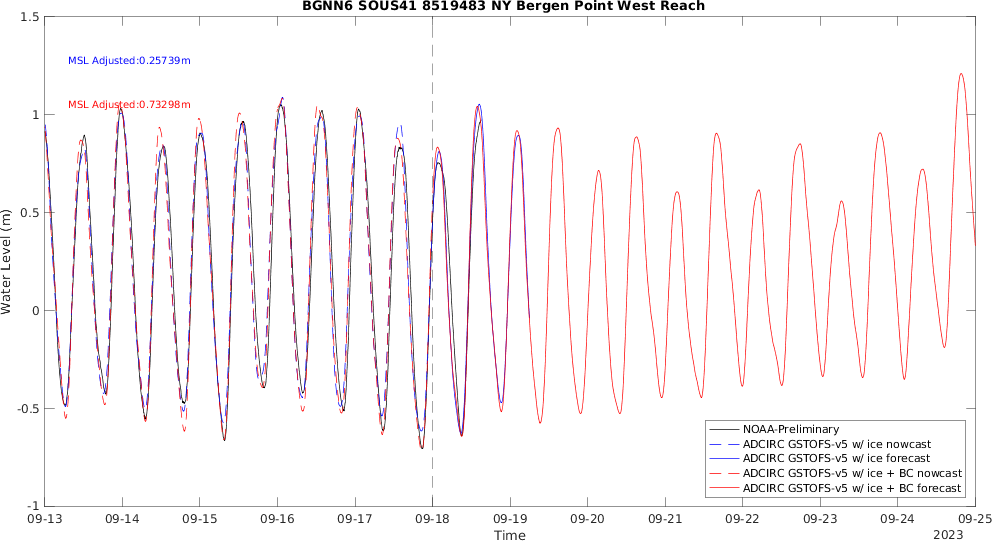 BGNN6 SOUS41 8519483 NY Bergen Point West Reach
1.5
MSL Adjusted:0.25739m
MSL Adjusted:0.73298m
1
0.5
0
-0.5
-1
Water Level (m)
NOAA-Preliminary
ADCIRC GSTOFS-v5 w/ ice nowcast
ADCIRC GSTOFS-v5 w/ ice forecast
ADCIRC GSTOFS-v5 w/ ice + BC nowcast
ADCIRC GSTOFS-v5 w/ ice + BC forecast
09-13 09-14 09-15 09-16 09-17 09-18 09-19 09-20 09-21 09-22 09-23 09-24 09-25
Time
2023